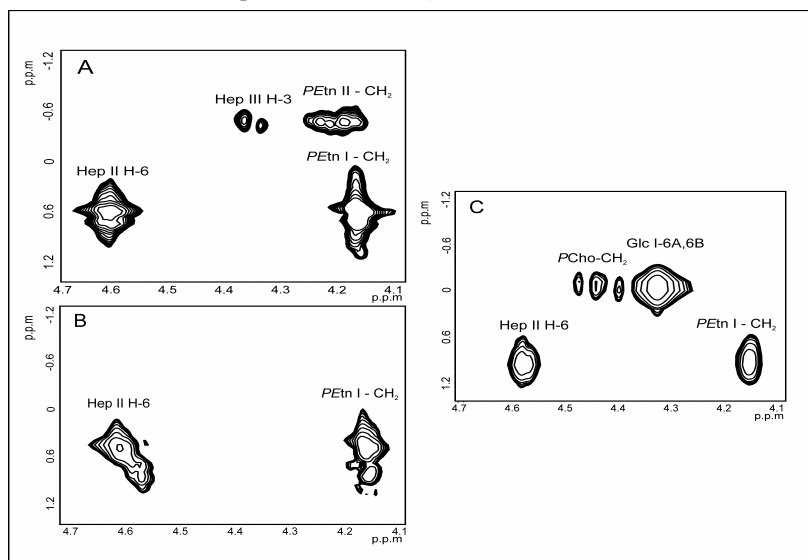 A
p.p.m
-1.2
-0.6
0
0.6
1.2
Hep III H-3
PEtn II - CH₂
Hep II H-6
PEtn I - CH₂
4.7 4.6 4.5 4.4 4.3 4.2 4.1
p.p.m
B
p.p.m
-1.2
-0.6
0
0.6
1.2
Hep II H-6
PEtn I - CH₂
4.7 4.6 4.5 4.4 4.3 4.2 4.1
p.p.m
C
p.p.m
-1.2
-0.6
0
0.6
1.2
PCho-CH₂
Glc I-6A,6B
Hep II H-6
PEtn I - CH₂
4.7 4.6 4.5 4.4 4.3 4.2 4.1
p.p.m